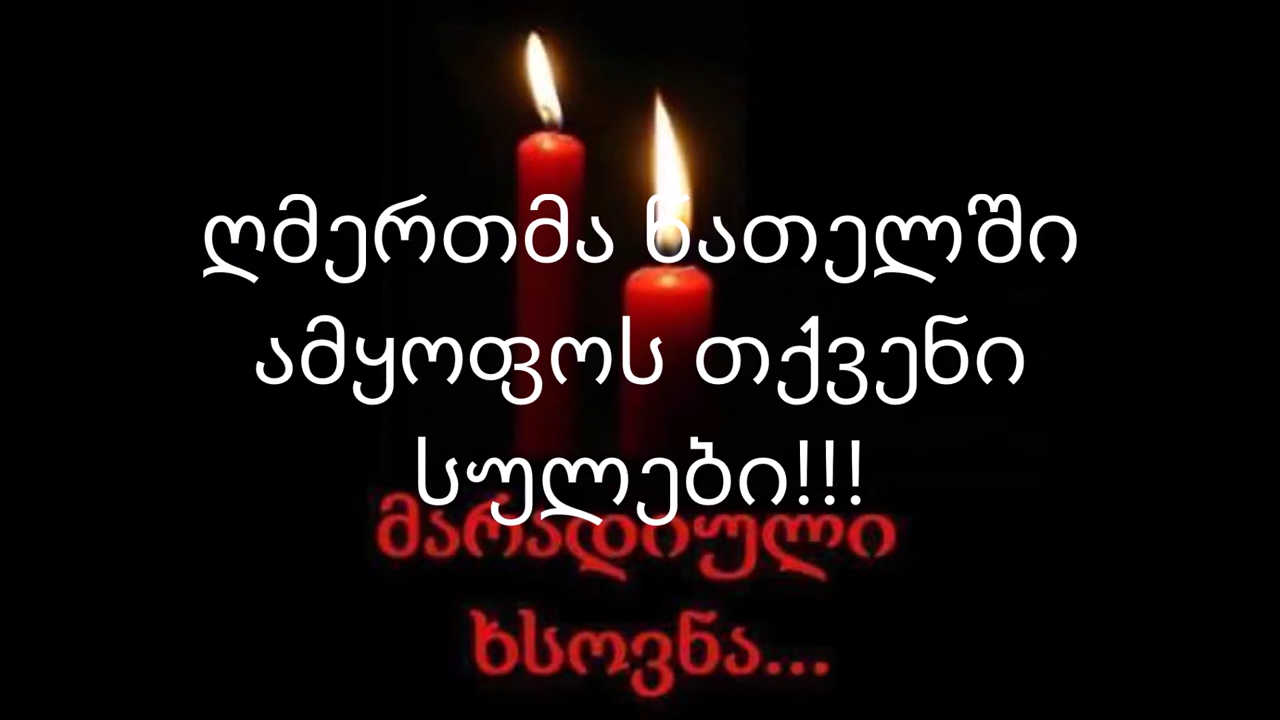 ღმერთმა ნათელში
ამყოფოს თქვენი
სულები!!!
მარადიული
ხსოვნა...